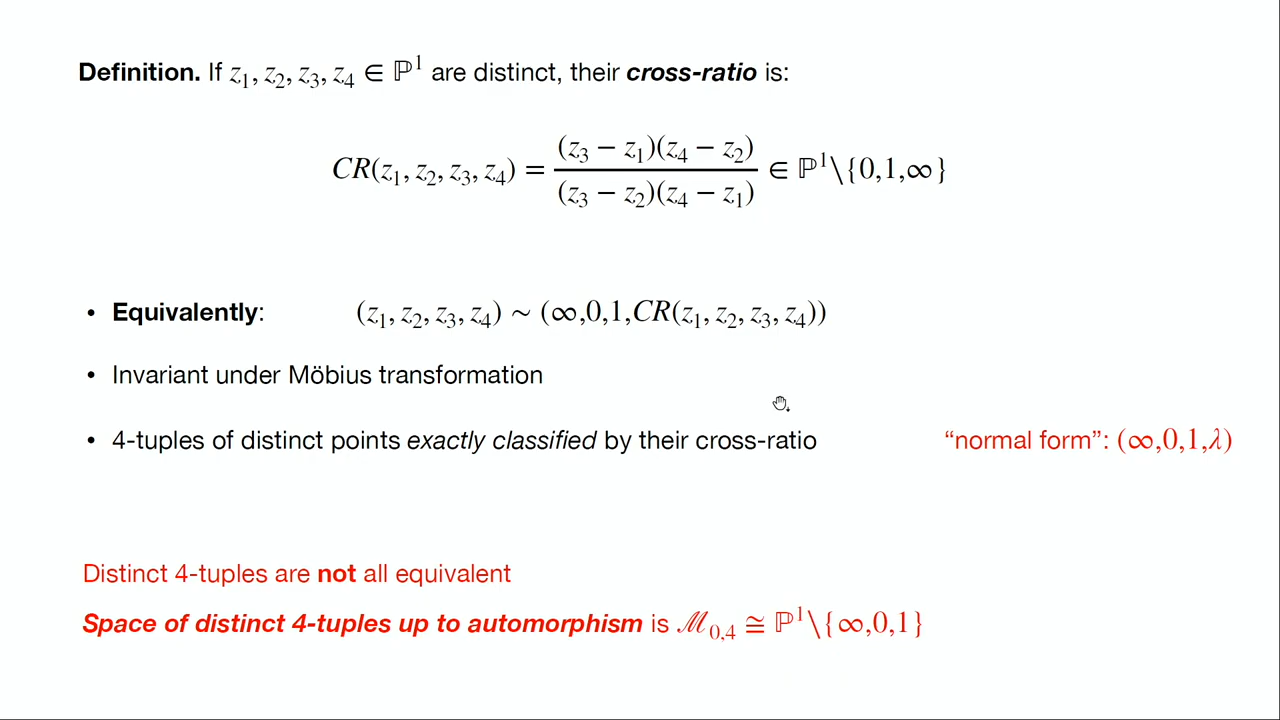 Definition. If z₁, z₂, z₃, z₄ ∈ ℙ¹ are distinct, their cross-ratio is:
CR(z₁, z₂, z₃, z₄) = (z₃ − z₁)(z₄ − z₂) / (z₃ − z₂)(z₄ − z₁) ∈ ℙ¹\{0,1,∞}
• Equivalently: (z₁, z₂, z₃, z₄) ~ (∞,0,1,CR(z₁, z₂, z₃, z₄))
• Invariant under Möbius transformation
• 4-tuples of distinct points exactly classified by their cross-ratio “normal form”: (∞,0,1,λ)
Distinct 4-tuples are not all equivalent
Space of distinct 4-tuples up to automorphism is ℳ₀,₄ ≅ ℙ¹\{∞,0,1}